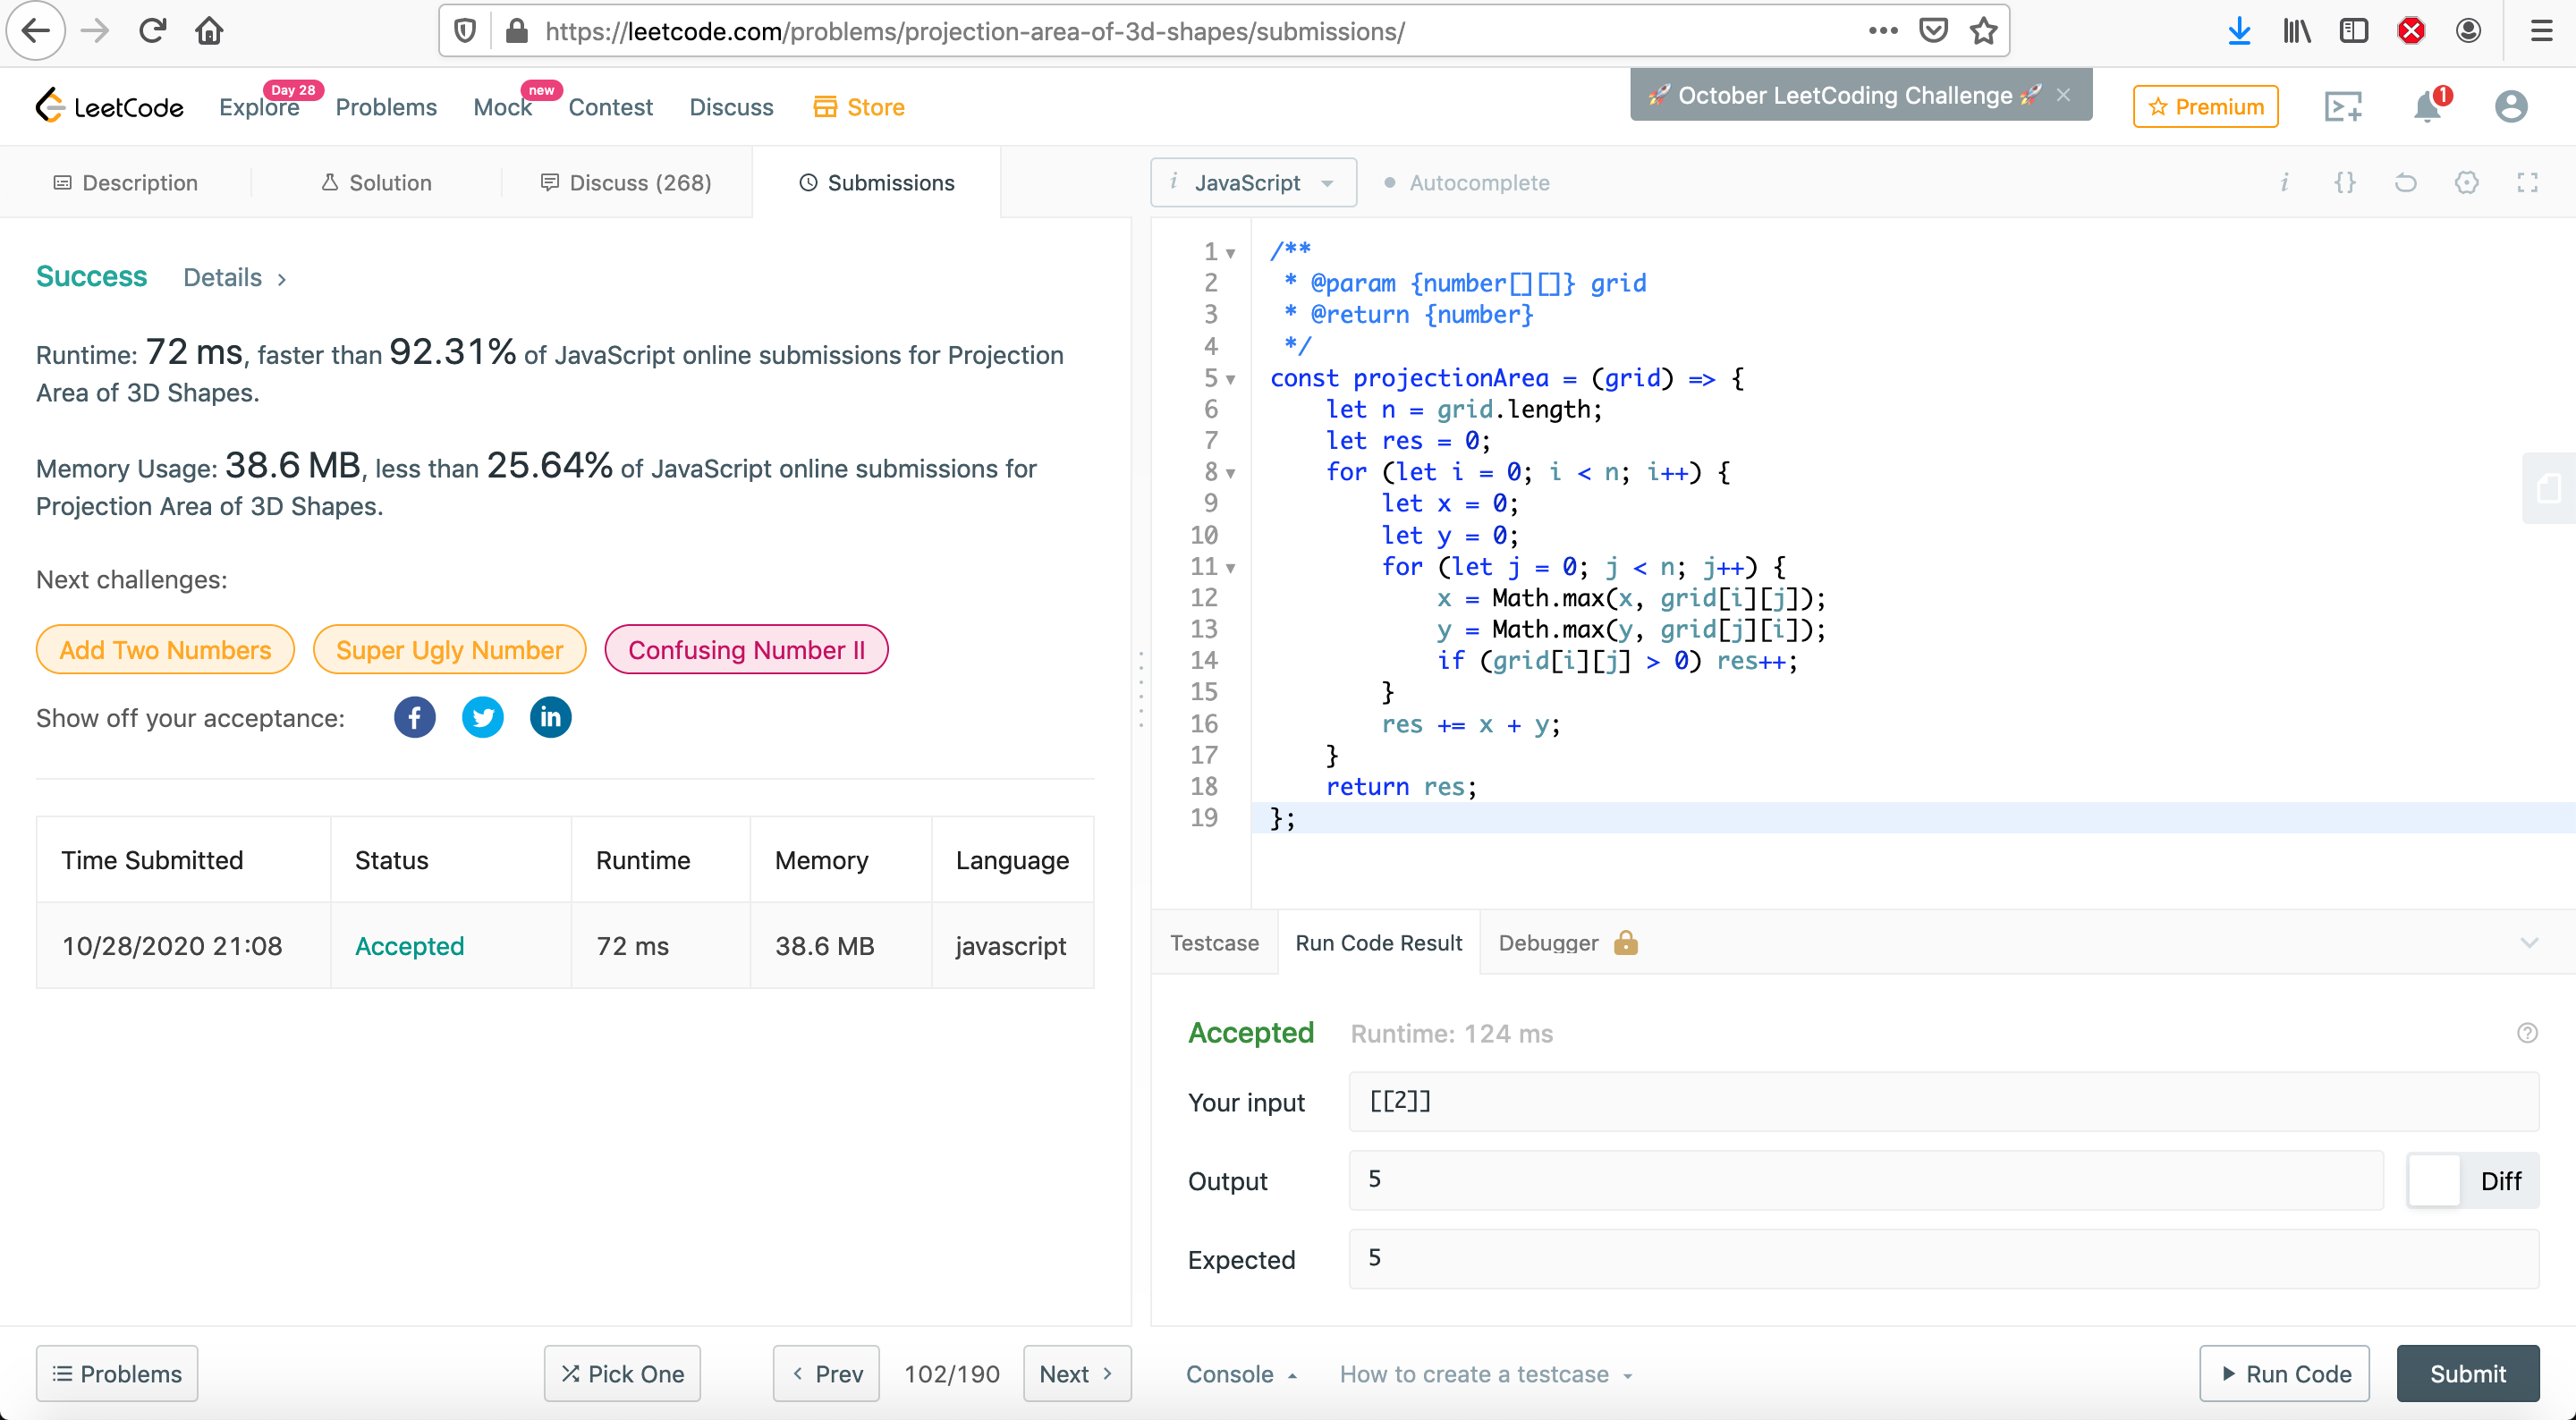 https://leetcode.com/problems/projection-area-of-3d-shapes/submissions/
LeetCode
Explore
Day 28
Problems
Mock
new
Contest
Discuss
Store
🚀 October LeetCoding Challenge 🚀 ×
Premium
1
Description
Solution
Discuss (268)
Submissions
Success
Details >
Runtime: 72 ms, faster than 92.31% of JavaScript online submissions for Projection
Area of 3D Shapes.
Memory Usage: 38.6 MB, less than 25.64% of JavaScript online submissions for
Projection Area of 3D Shapes.
Next challenges:
Add Two Numbers
Super Ugly Number
Confusing Number II
Show off your acceptance:
Time Submitted Status Runtime Memory Language
10/28/2020 21:08 Accepted 72 ms 38.6 MB javascript
Problems
Pick One
< Prev
102/190
Next >
i JavaScript
Autocomplete
i {}
1 /**
2  * @param {number[][]} grid
3  * @return {number}
4  */
5 const projectionArea = (grid) => {
6     let n = grid.length;
7     let res = 0;
8     for (let i = 0; i < n; i++) {
9         let x = 0;
10         let y = 0;
11         for (let j = 0; j < n; j++) {
12             x = Math.max(x, grid[i][j]);
13             y = Math.max(y, grid[j][i]);
14             if (grid[i][j] > 0) res++;
15         }
16         res += x + y;
17     }
18     return res;
19 };
Testcase
Run Code Result
Debugger
Accepted
Runtime: 124 ms
?
Your input
[[2]]
Output
5
Diff
Expected
5
Console
How to create a testcase
Run Code
Submit